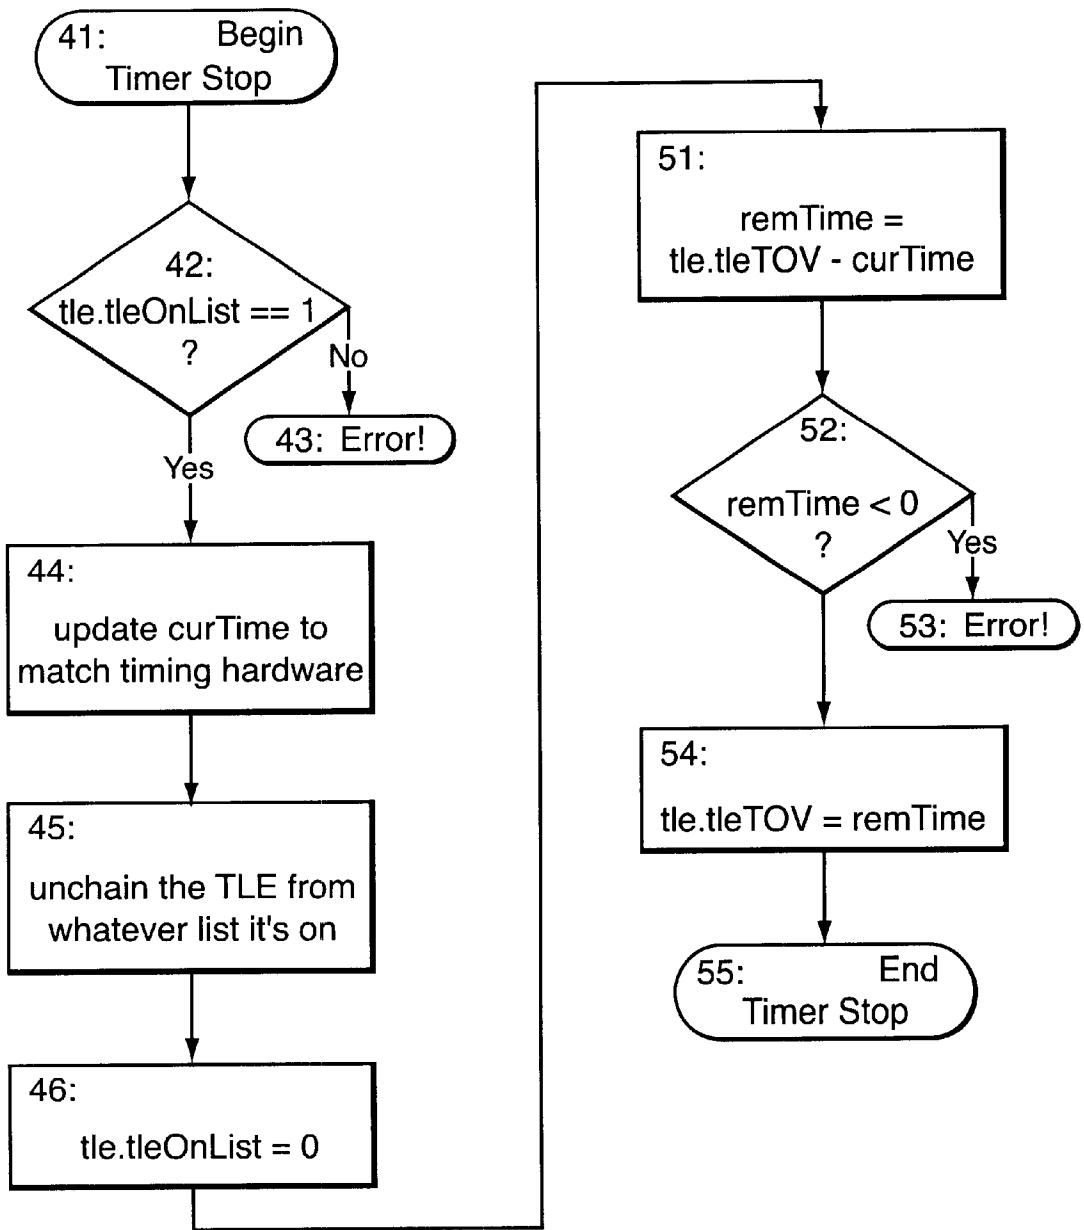 41: Begin
Timer Stop
42:
tle.tleOnList == 1
?
No
43: Error!
Yes
44:
update curTime to
match timing hardware
45:
unchain the TLE from
whatever list it's on
46:
tle.tleOnList = 0
51:
remTime =
tle.tleTOV - curTime
52:
remTime < 0
?
Yes
53: Error!
54:
tle.tleTOV = remTime
55: End
Timer Stop